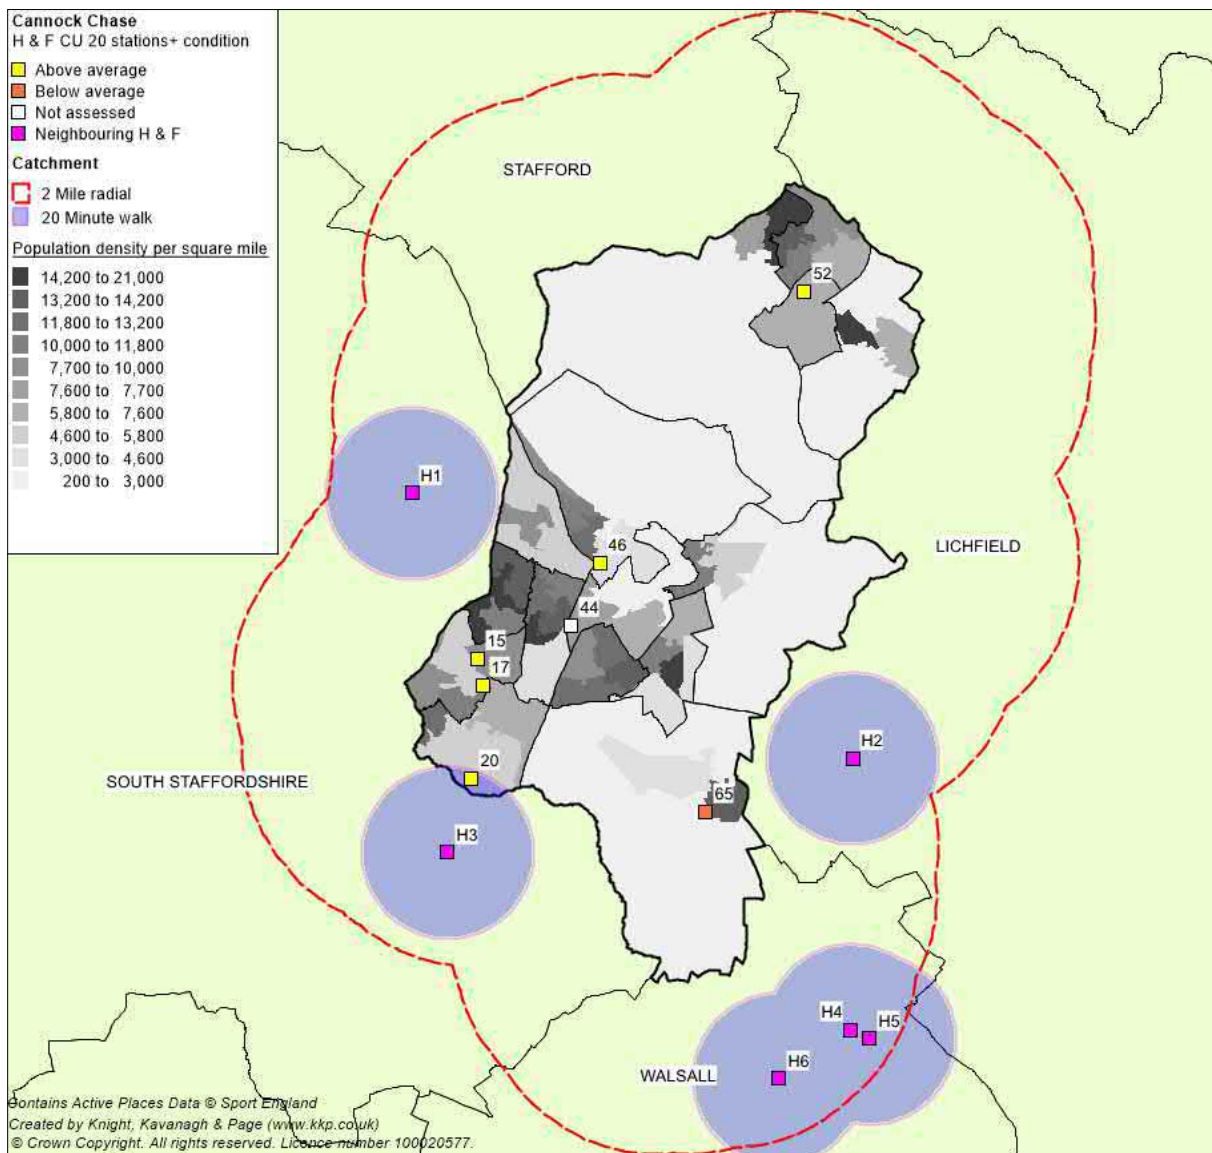 Cannock Chase
H & F CU 20 stations+ condition
Above average
Below average
Not assessed
Neighbouring H & F
Catchment
2 Mile radial
20 Minute walk
Population density per square mile
14,200 to 21,000
13,200 to 14,200
11,800 to 13,200
10,000 to 11,800
7,700 to 10,000
7,600 to 7,700
5,800 to 7,600
4,600 to 5,800
3,000 to 4,600
200 to 3,000
STAFFORD
52
H1
46
LICHFIELD
44
15
17
H2
20
SOUTH STAFFORDSHIRE
65
H3
H4
H5
H6
WALSALL
Contains Active Places Data © Sport England
Created by Knight, Kavanagh & Page (www.kkp.co.uk)
© Crown Copyright. All rights reserved. Licence number 100020577.